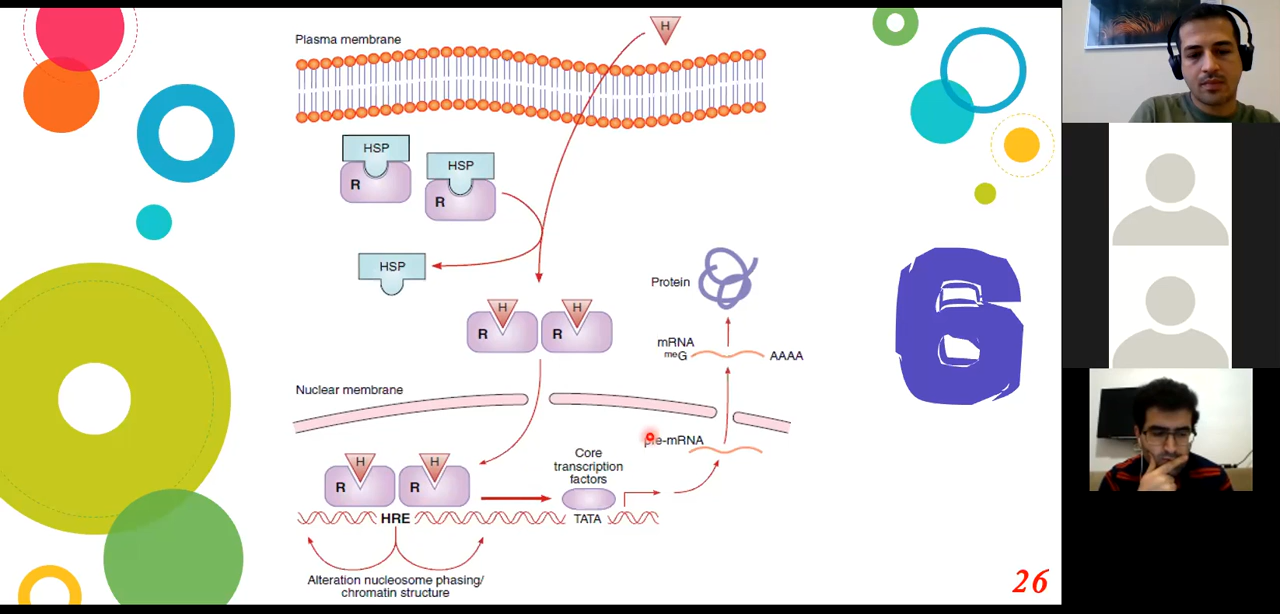 H
Plasma membrane
HSP
R
HSP
R
HSP
H
H
R
R
Protein
mRNA
meG
AAAA
Nuclear membrane
pre-mRNA
H
H
R
R
Core
transcription
factors
HRE
TATA
Alteration nucleosome phasing/
chromatin structure
6
26